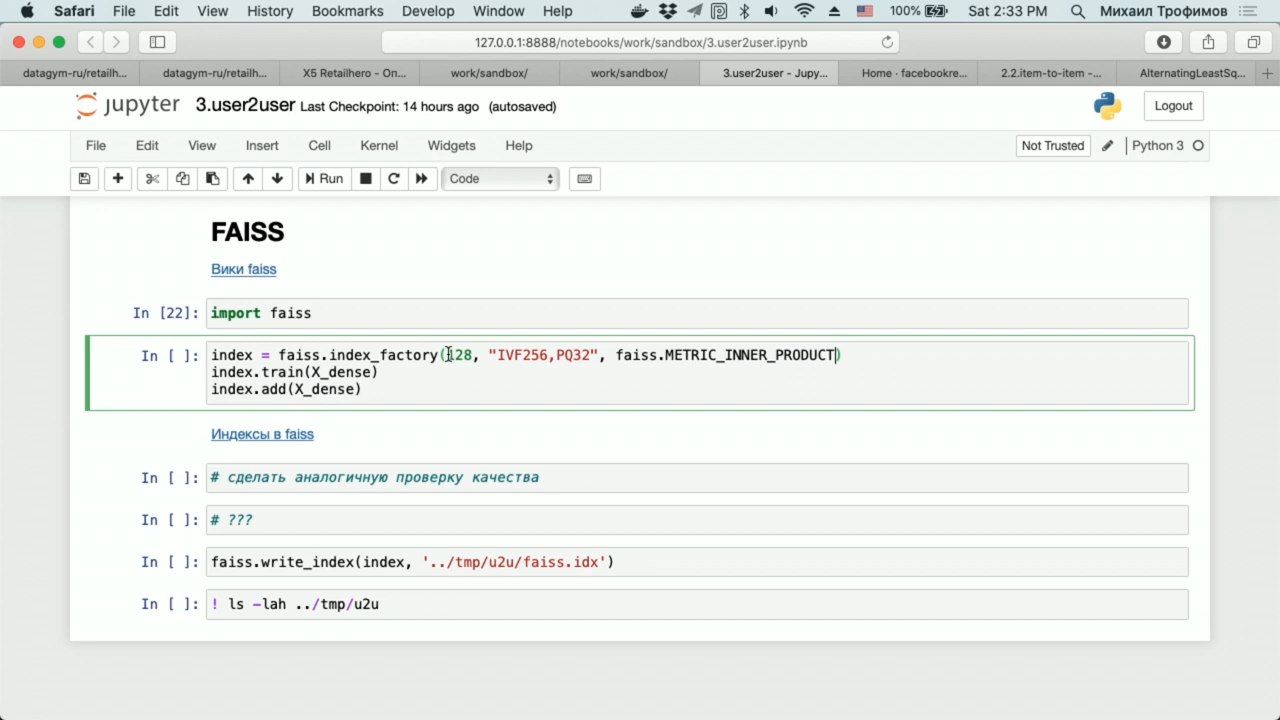 Safari File Edit View History Bookmarks Develop Window Help 100% Sat 2:33 PM Михаил Трофимов
127.0.0.1:8888/notebooks/work/sandbox/3.user2user.ipynb
datagym-ru/retailh... datagym-ru/retailh... X5 Retailhero - On... work/sandbox/ work/sandbox/ 3.user2user - Jupy... Home · facebookre... 2.2.item-to-item -... AlternatingLeastSq...
jupyter 3.user2user Last Checkpoint: 14 hours ago (autosaved) Logout
File Edit View Insert Cell Kernel Widgets Help Not Trusted Python 3
Run Code
FAISS
Вики faiss
In [22]: import faiss
In [ ]: index = faiss.index_factory(128, "IVF256,PQ32", faiss.METRIC_INNER_PRODUCT)
index.train(X_dense)
index.add(X_dense)
Индексы в faiss
In [ ]: # сделать аналогичную проверку качества
In [ ]: # ???
In [ ]: faiss.write_index(index, '../tmp/u2u/faiss.idx')
In [ ]: ! ls -lah ../tmp/u2u